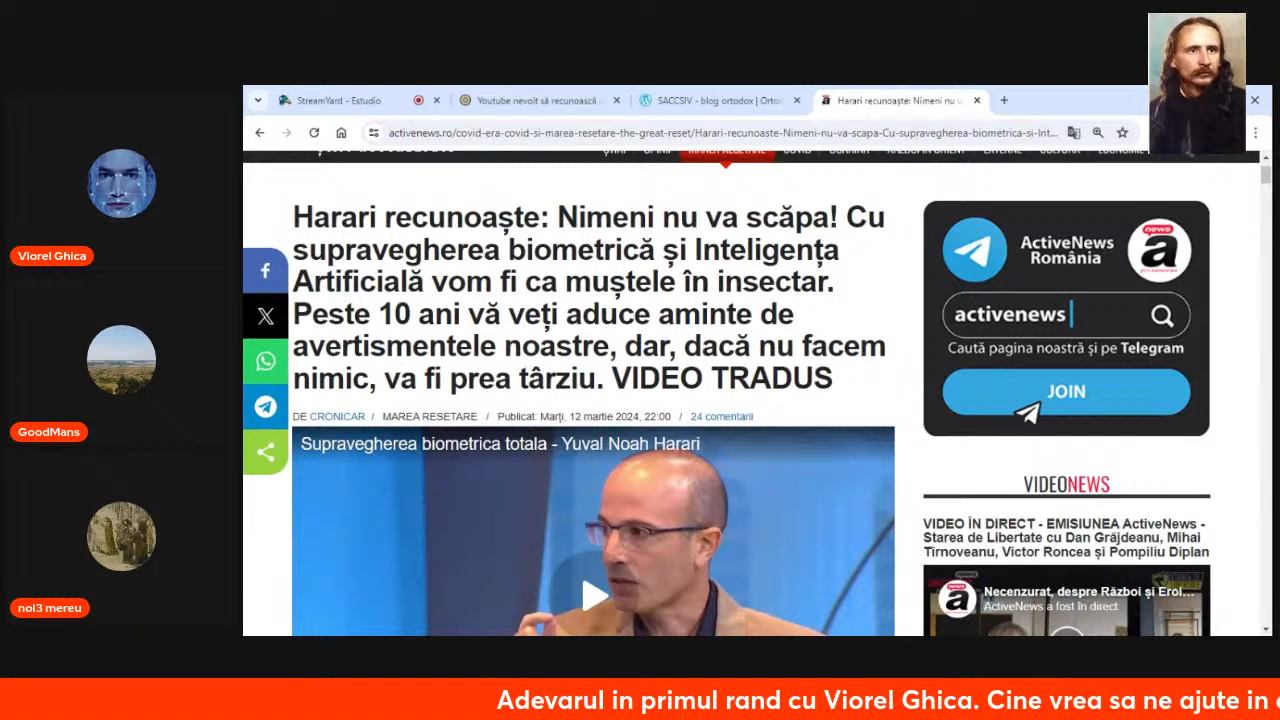 StreamYard - Estudio
Youtube nevoit să recunoască
SACCSIV - blog ortodox | Orto
Harari recunoaște: Nimeni nu v
activenews.ro/covid-era-covid-si-marea-resetare-the-great-reset/Harari-recunoaste-Nimeni-nu-va-scapa-Cu-supravegherea-biometrica-si-Int...
Harari recunoaște: Nimeni nu va scăpa! Cu
supravegherea biometrică și Inteligența
Artificială vom fi ca muștele în insectar.
Peste 10 ani vă veți aduce aminte de
avertismentele noastre, dar, dacă nu facem
nimic, va fi prea târziu. VIDEO TRADUS
DE CRONICAR / MAREA RESETARE / Publicat: Marți, 12 martie 2024, 22:00 / 24 comentarii
Supravegherea biometrica totala - Yuval Noah Harari
ActiveNews
România
news
a
activenews
Caută pagina noastră și pe Telegram
JOIN
VIDEONEWS
VIDEO ÎN DIRECT - EMISIUNEA ActiveNews -
Starea de Libertate cu Dan Grăjdeanu, Mihai
Tîrnoveanu, Victor Roncea și Pompiliu Diplan
Necenzurat, despre Război și Eroi...
ActiveNews a fost în direct
Viorel Ghica
GoodMans
noi3 mereu
Adevarul in primul rand cu Viorel Ghica. Cine vrea sa ne ajute in